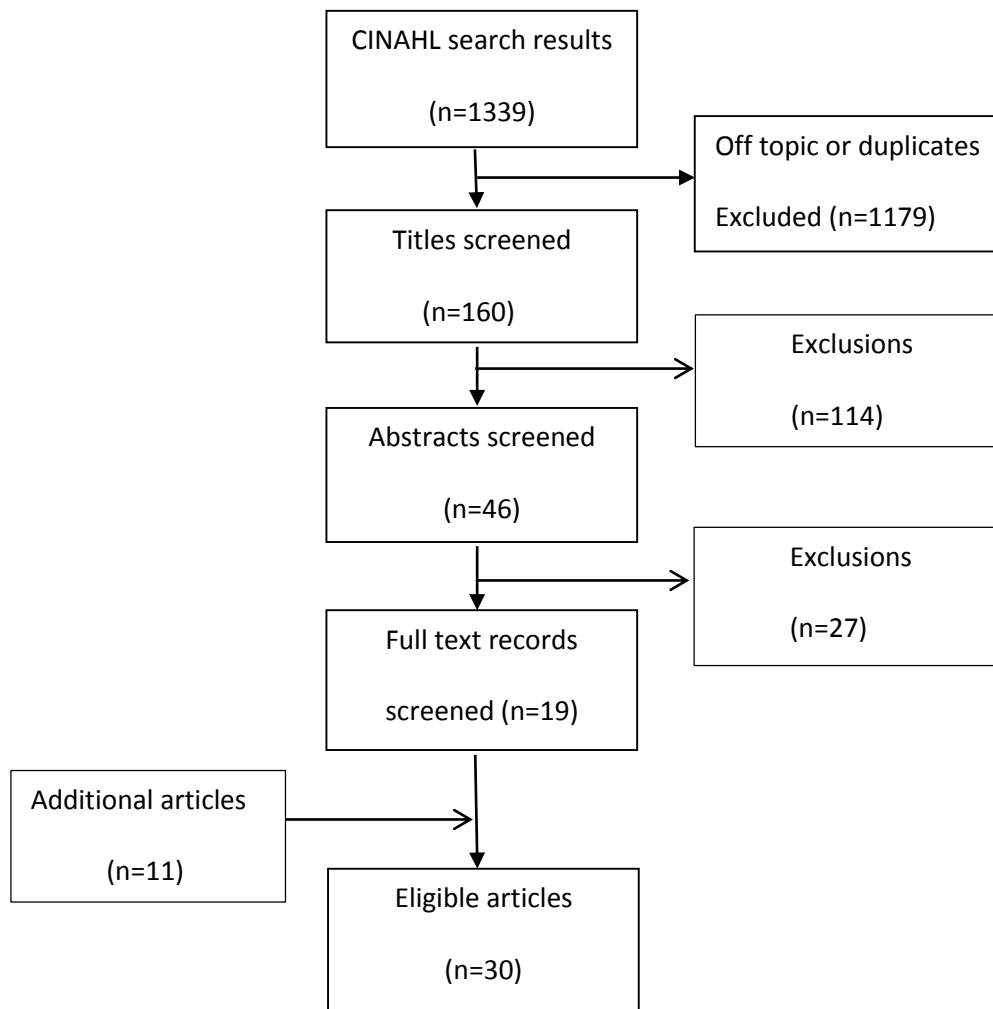 CINAHL search results
(n=1339)
Off topic or duplicates
Excluded (n=1179)
Titles screened
(n=160)
Exclusions
(n=114)
Abstracts screened
(n=46)
Exclusions
(n=27)
Full text records
screened (n=19)
Additional articles
(n=11)
Eligible articles
(n=30)